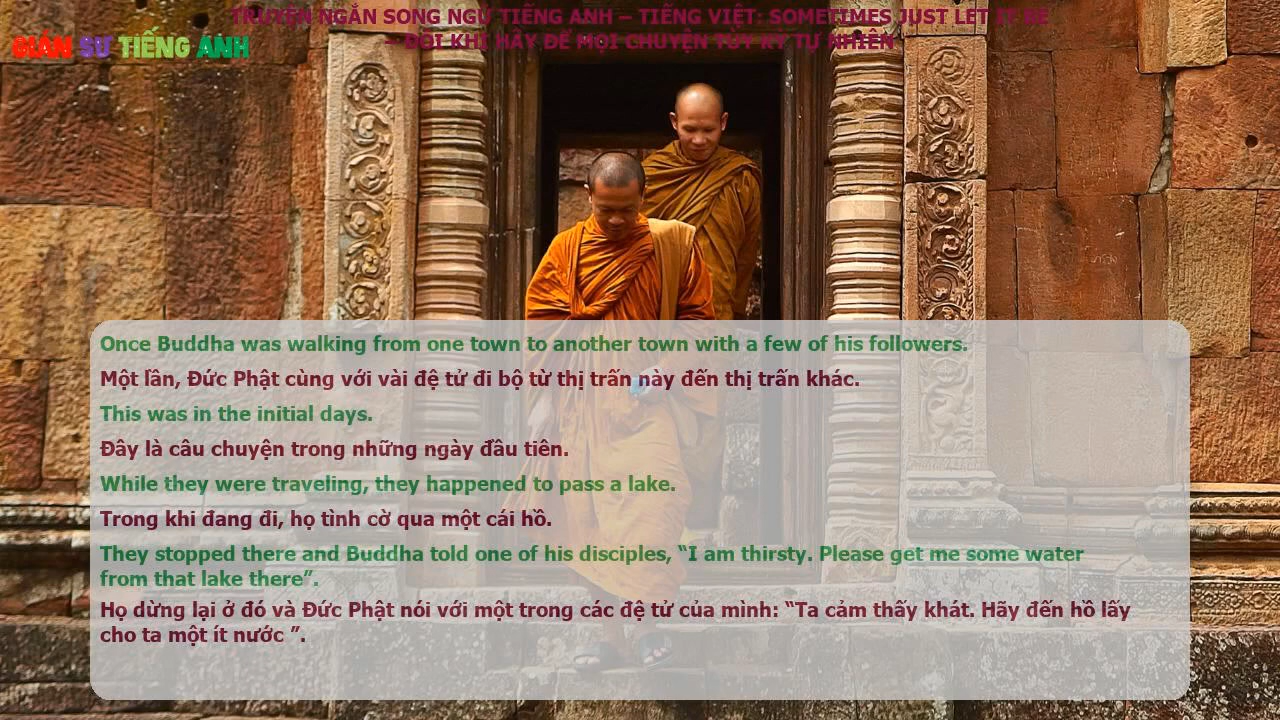 TRUYỆN NGẮN SONG NGỮ TIẾNG ANH – TIẾNG VIỆT: SOMETIMES JUST LET IT BE
– ĐÔI KHI HÃY ĐỂ MỌI CHUYỆN TÙY KỲ TỰ NHIÊN
GIÁN SƯ TIẾNG ANH
Once Buddha was walking from one town to another town with a few of his followers.
Một lần, Đức Phật cùng với vài đệ tử đi bộ từ thị trấn này đến thị trấn khác.
This was in the initial days.
Đây là câu chuyện trong những ngày đầu tiên.
While they were traveling, they happened to pass a lake.
Trong khi đang đi, họ tình cờ qua một cái hồ.
They stopped there and Buddha told one of his disciples, “I am thirsty. Please get me some water
from that lake there”.
Họ dừng lại ở đó và Đức Phật nói với một trong các đệ tử của mình: “Ta cảm thấy khát. Hãy đến hồ lấy
cho ta một ít nước ”.